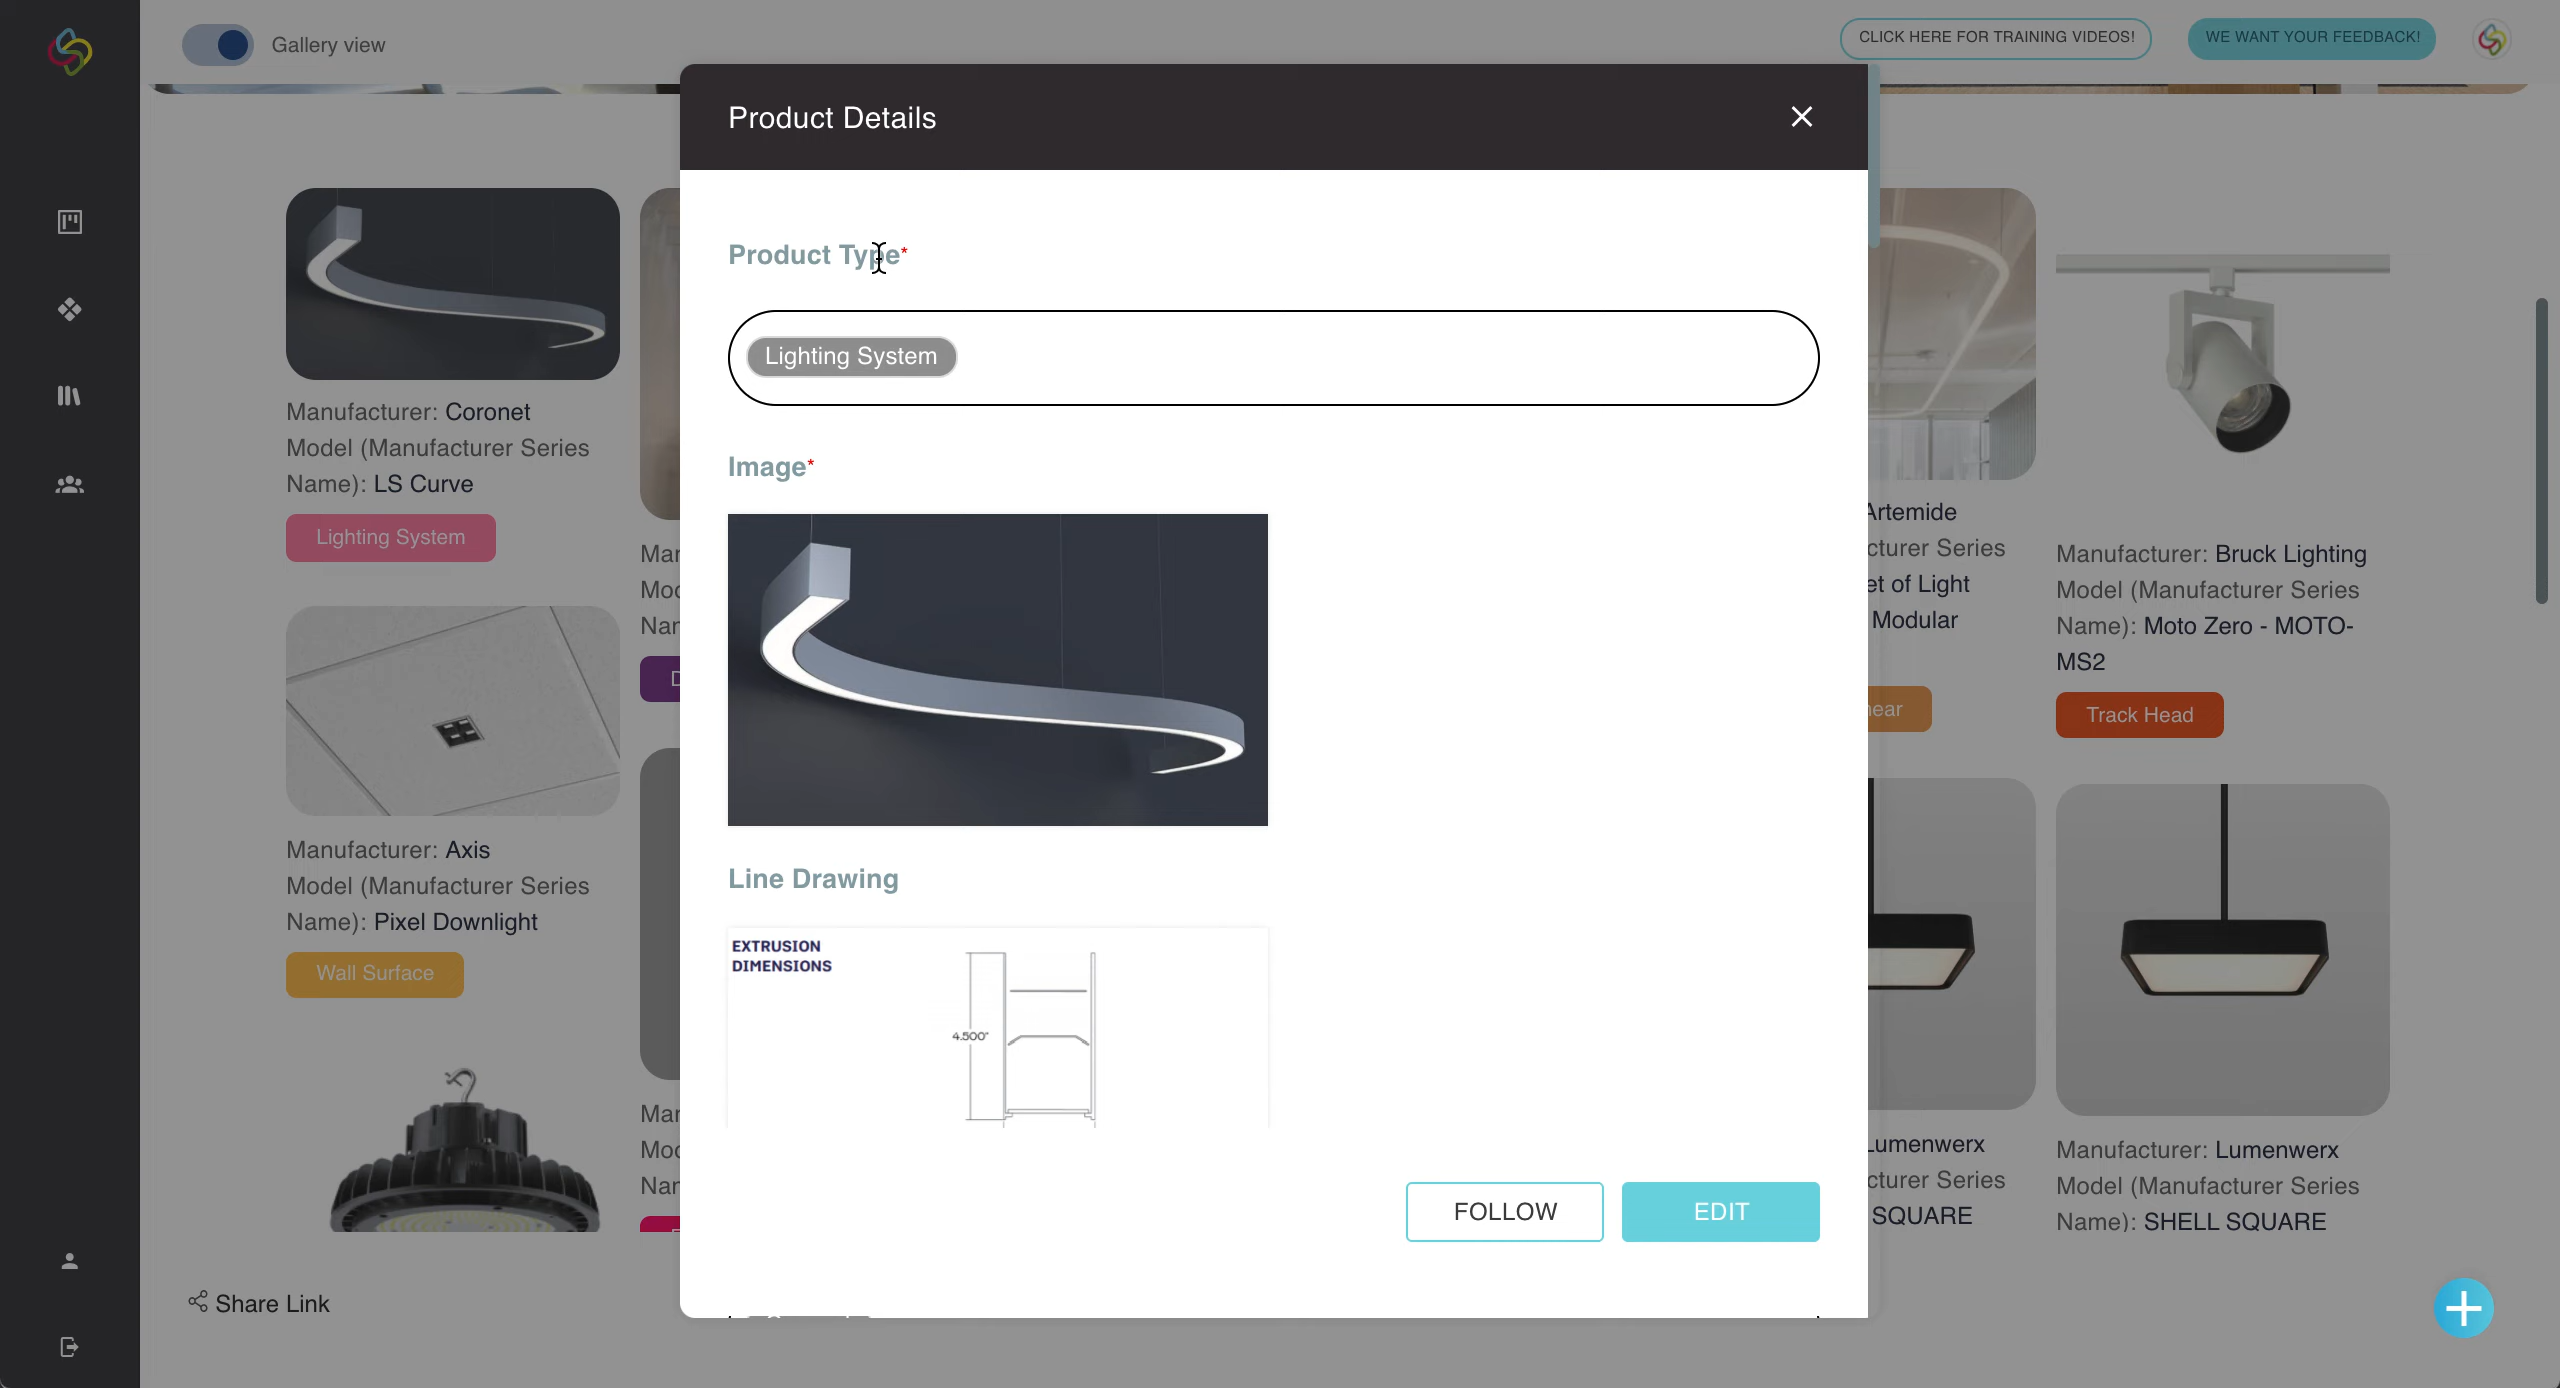 Gallery view
CLICK HERE FOR TRAINING VIDEOS!
WE WANT YOUR FEEDBACK!
Product Details
Product Type*
Lighting System
Image*
Line Drawing
EXTRUSION
DIMENSIONS
4.500"
FOLLOW
EDIT
Manufacturer: Coronet
Model (Manufacturer Series
Name): LS Curve
Lighting System
Manufacturer: Axis
Model (Manufacturer Series
Name): Pixel Downlight
Wall Surface
Artemide
cturer Series
et of Light
Modular
Manufacturer: Bruck Lighting
Model (Manufacturer Series
Name): Moto Zero - MOTO-
MS2
Track Head
Lumenwerx
cturer Series
SQUARE
Manufacturer: Lumenwerx
Model (Manufacturer Series
Name): SHELL SQUARE
Share Link